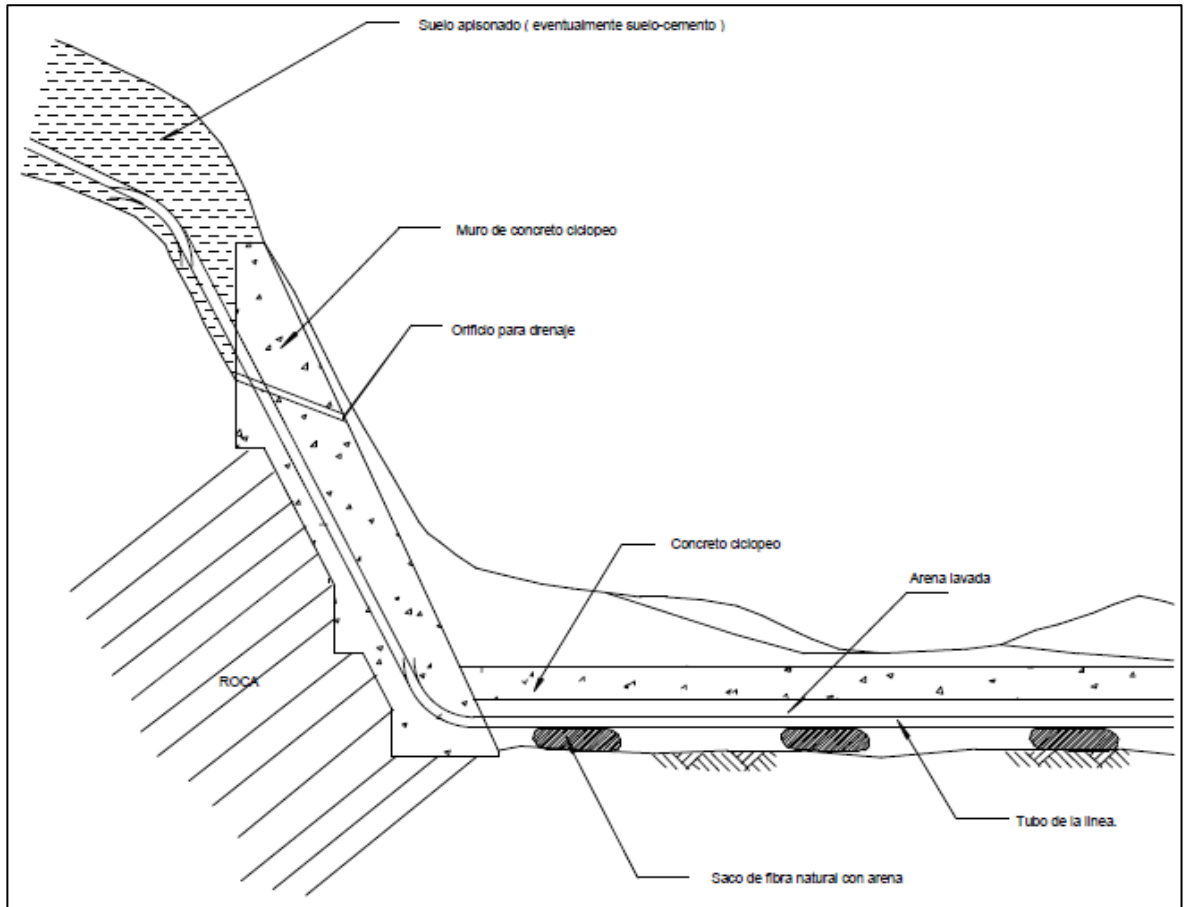 Suelo apisonado ( eventualmente suelo-cemento )
Muro de concreto ciclopeo
Orificio para drenaje
Concreto ciclopeo
Arena lavada
ROCA
Tubo de la linea.
Saco de fibra natural con arena